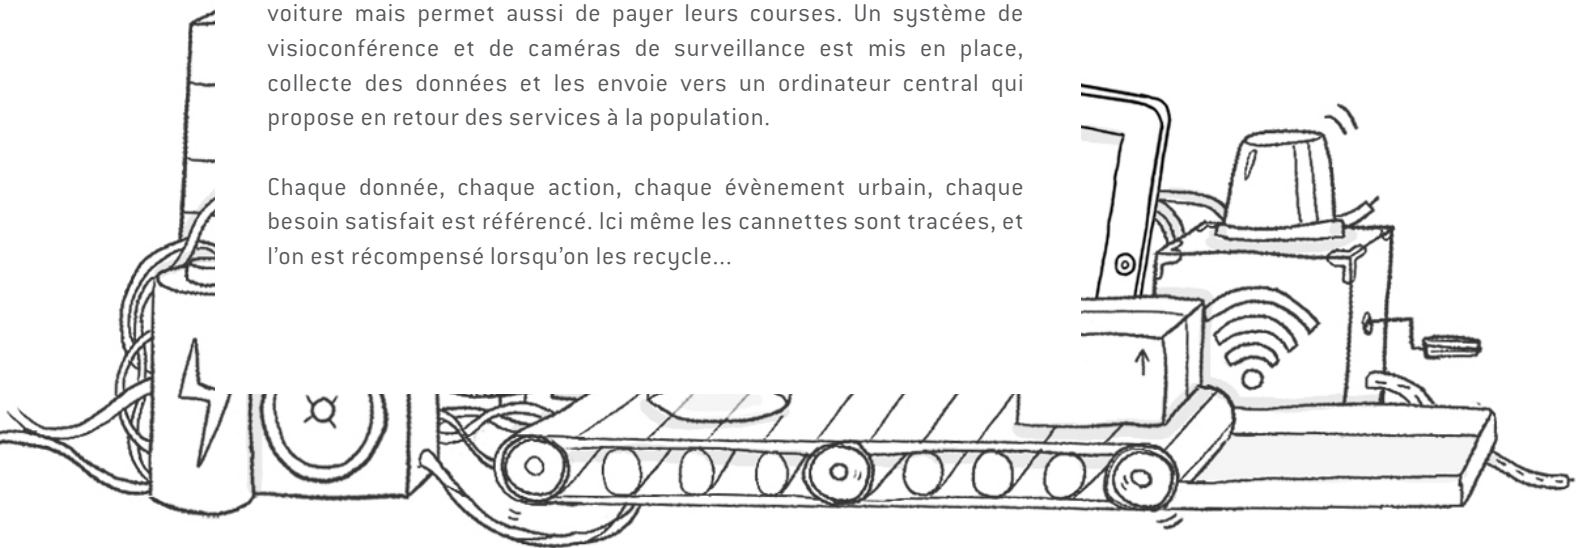 voiture mais permet aussi de payer leurs courses. Un système de
visioconférence et de caméras de surveillance est mis en place,
collecte des données et les envoie vers un ordinateur central qui
propose en retour des services à la population.
Chaque donnée, chaque action, chaque évènement urbain, chaque
besoin satisfait est référencé. Ici même les cannettes sont tracées, et
l’on est récompensé lorsqu’on les recycle...